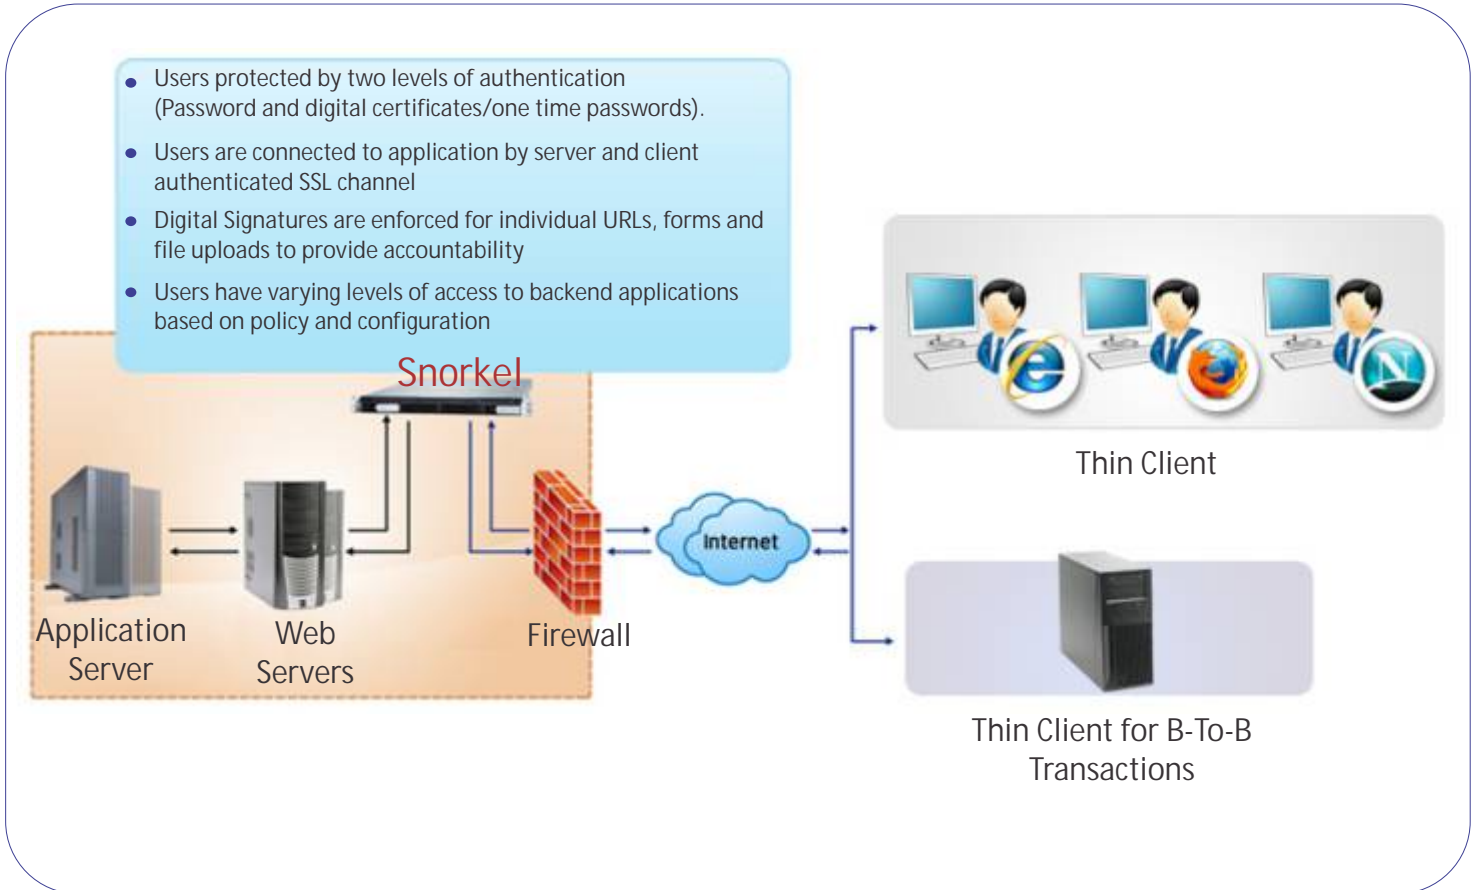 Users protected by two levels of authentication
(Password and digital certificates/one time passwords).
Users are connected to application by server and client
authenticated SSL channel
Digital Signatures are enforced for individual URLs, forms and
file uploads to provide accountability
Users have varying levels of access to backend applications
based on policy and configuration
Snorkel
Application
Server
Web
Servers
Firewall
Internet
Thin Client
Thin Client for B-To-B
Transactions
N